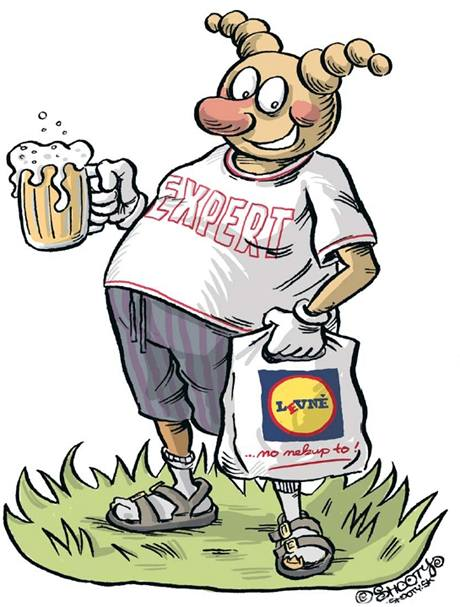 EXPERT
LEVNĚ
...no nekup to!
© SHOOTY ©
SHOOTY.SK